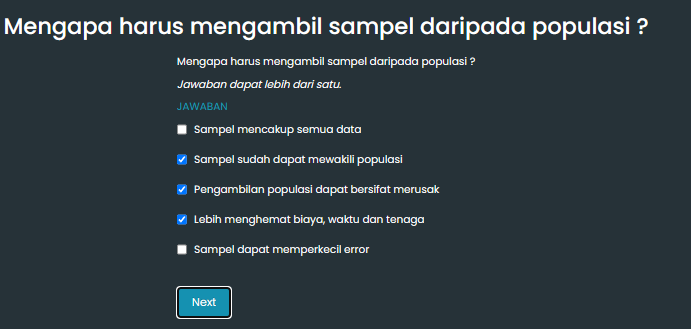 Mengapa harus mengambil sampel daripada populasi ?
Mengapa harus mengambil sampel daripada populasi ?
Jawaban dapat lebih dari satu.
JAWABAN
Sampel mencakup semua data
Sampel sudah dapat mewakili populasi
Pengambilan populasi dapat bersifat merusak
Lebih menghemat biaya, waktu dan tenaga
Sampel dapat memperkecil error
Next